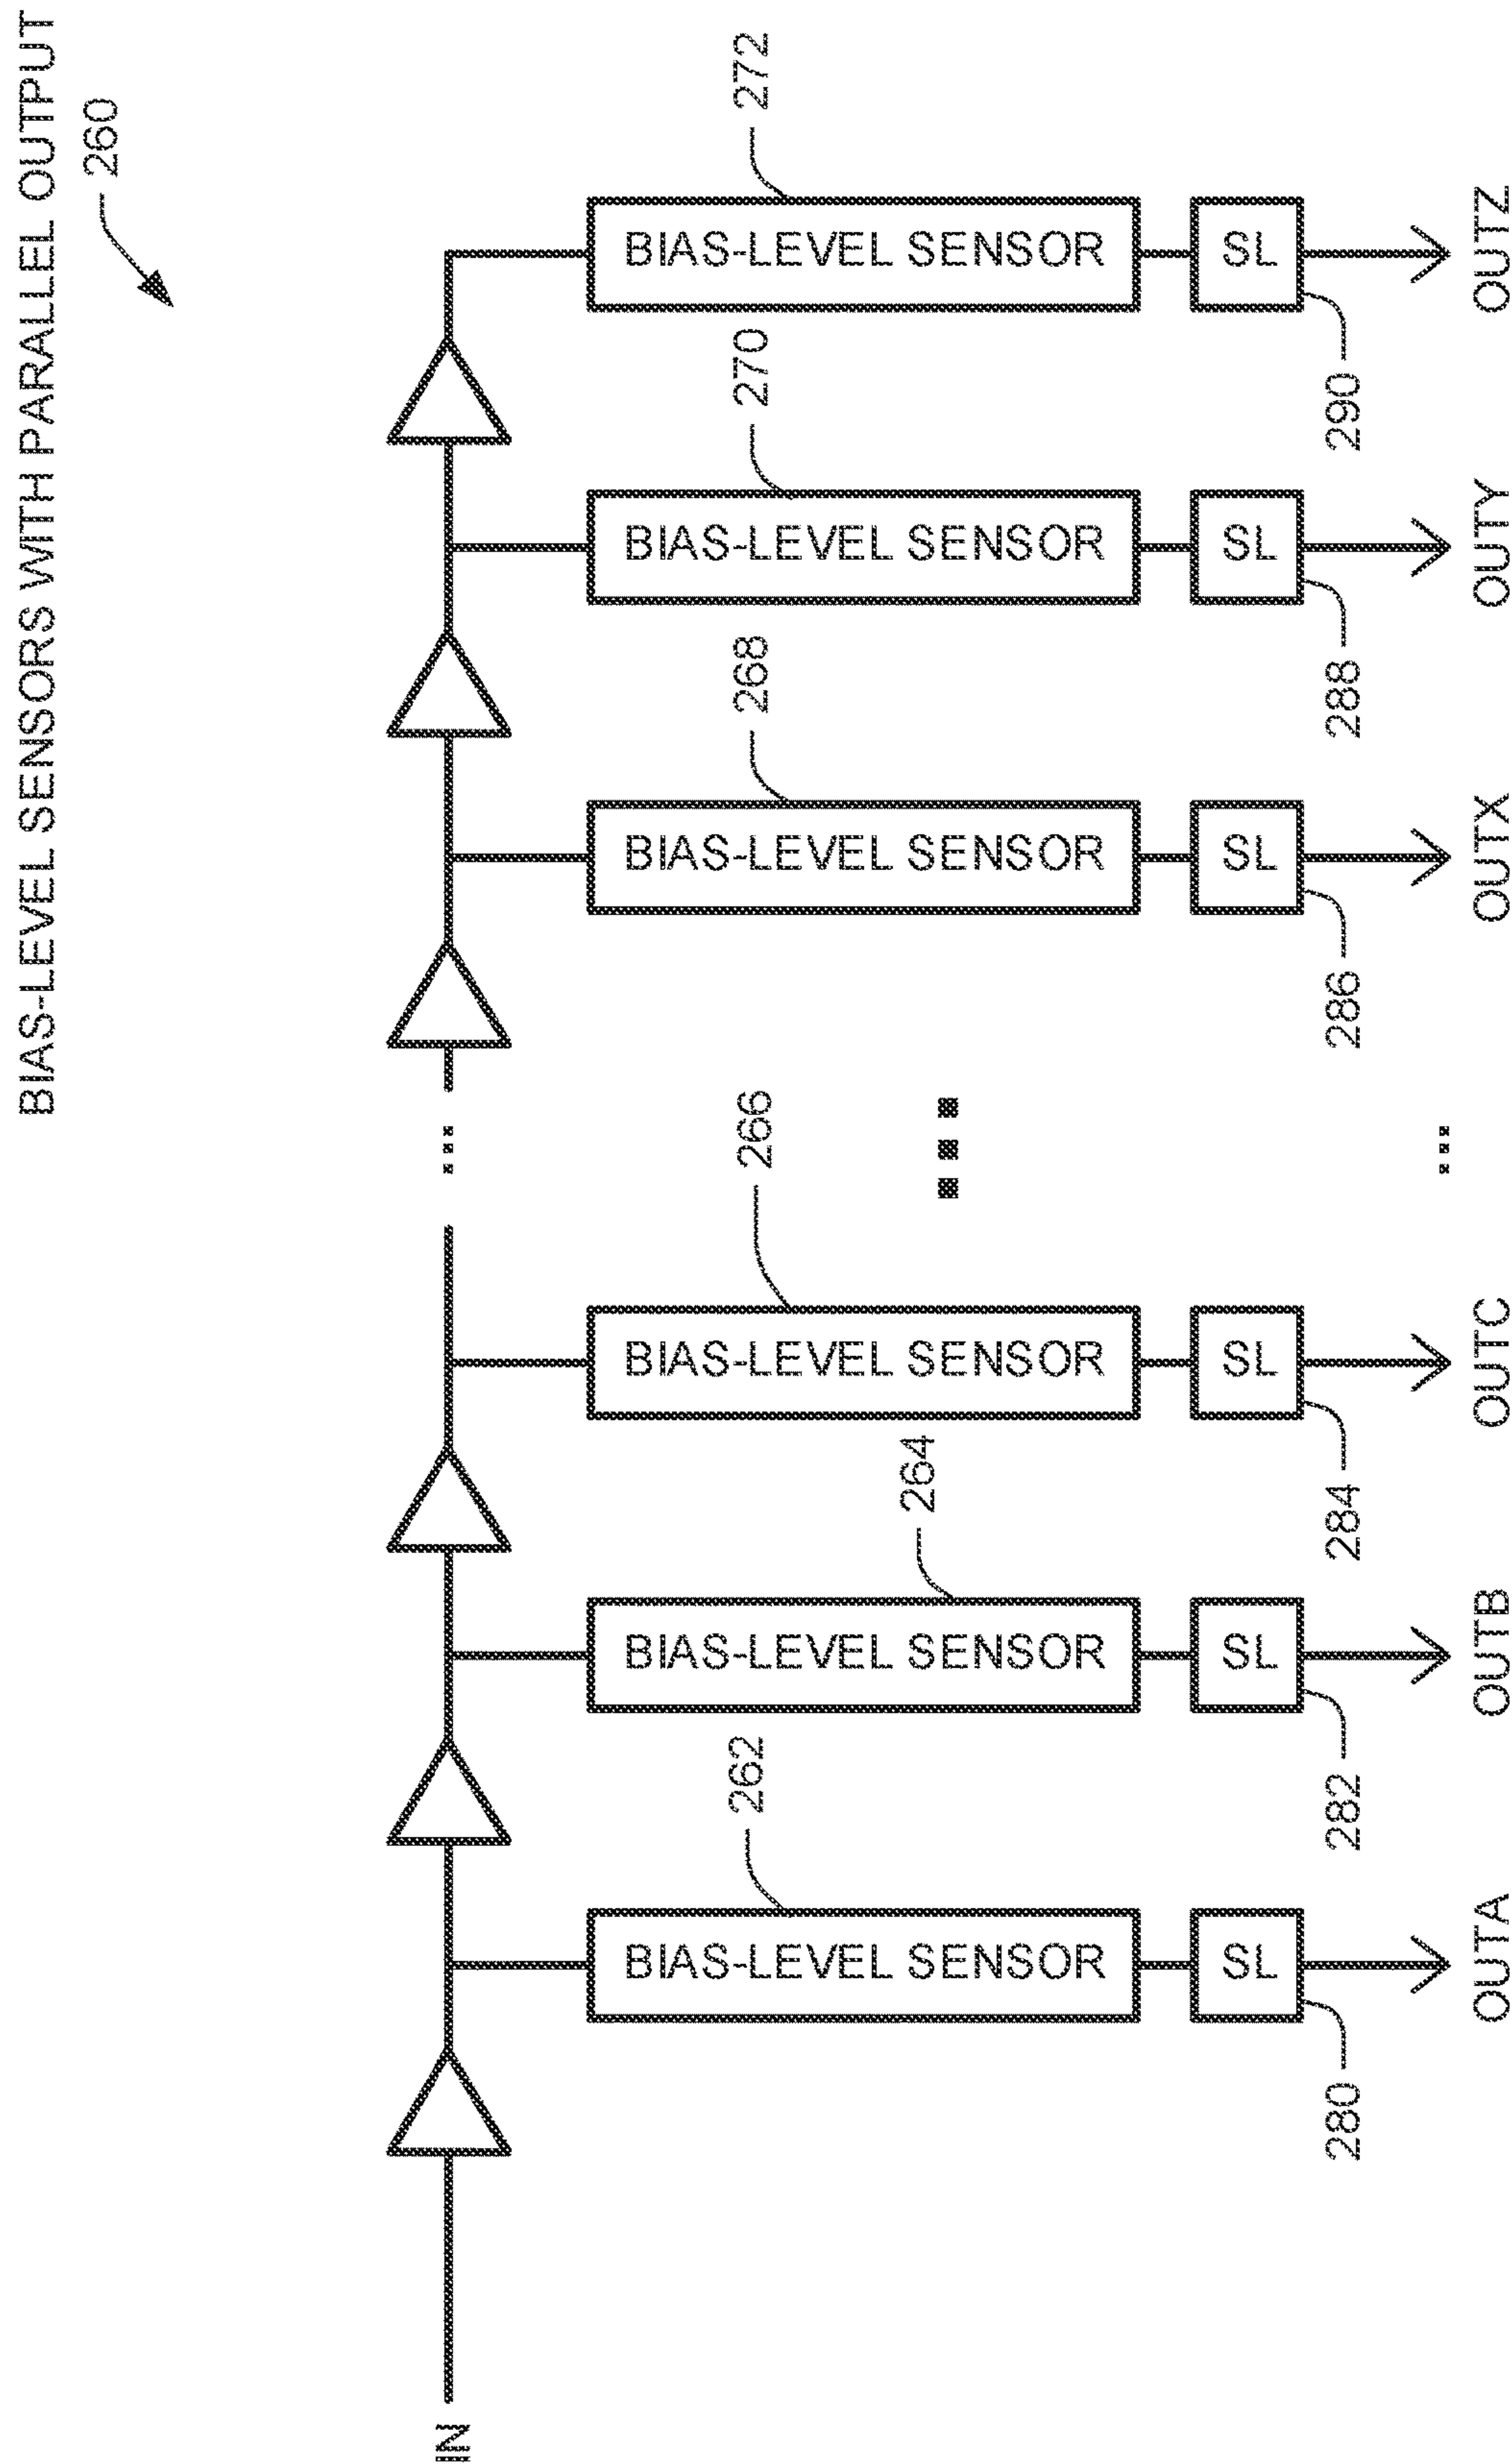 BIAS-LEVEL SENSORS WITH PARALLEL OUTPUT
260
IN
...
262
264
266
268
270
272
BIAS-LEVEL SENSOR
BIAS-LEVEL SENSOR
BIAS-LEVEL SENSOR
...
BIAS-LEVEL SENSOR
BIAS-LEVEL SENSOR
BIAS-LEVEL SENSOR
SL
SL
SL
SL
SL
SL
280
282
284
286
288
290
OUTA
OUTB
OUTC
...
OUTX
OUTY
OUTZ